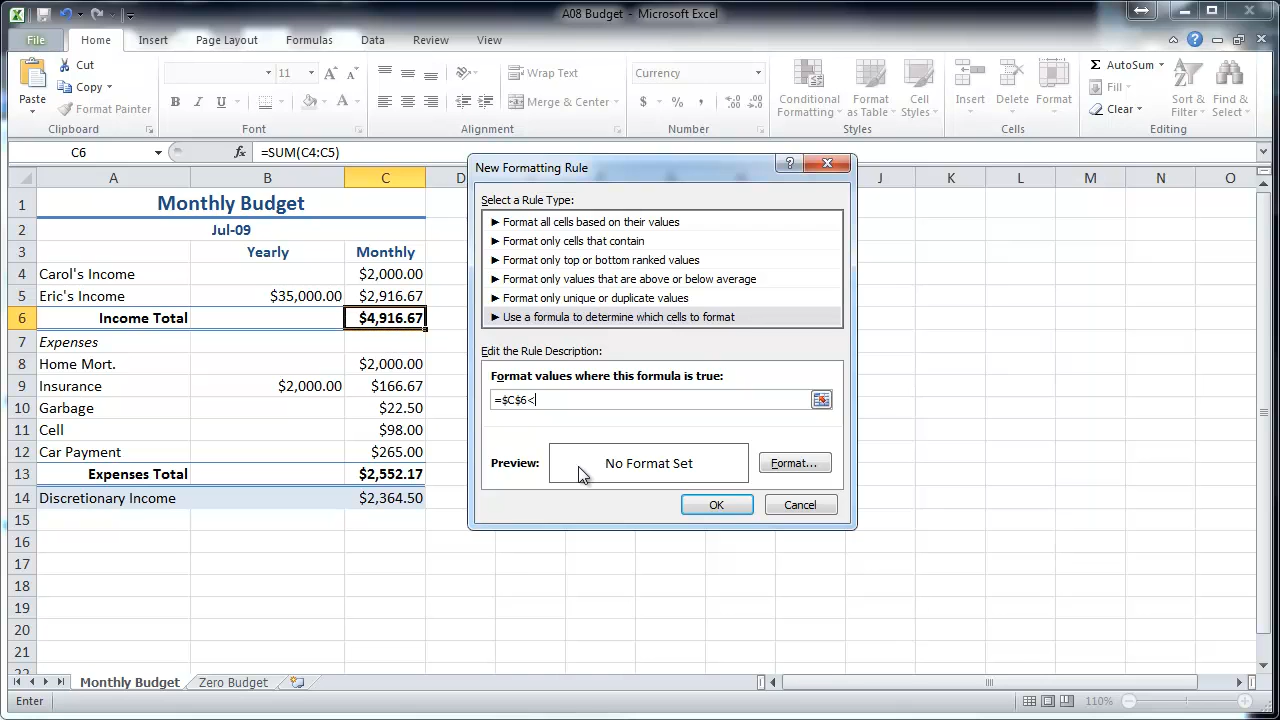 A08 Budget - Microsoft Excel
File Home Insert Page Layout Formulas Data Review View
Paste
Cut
Copy
Format Painter
Clipboard
11
B I U
A A
Font
Wrap Text
Merge & Center
Alignment
Currency
$ % ,
Number
Conditional Formatting
Format as Table
Cell Styles
Styles
Insert Delete Format
Cells
Σ AutoSum
Fill
Clear
Sort & Filter
Find & Select
Editing
C6 fx =SUM(C4:C5)
A B C D J K L M N O
1 Monthly Budget
2 Jul-09
3 Yearly Monthly
4 Carol's Income $2,000.00
5 Eric's Income $35,000.00 $2,916.67
6 Income Total $4,916.67
7 Expenses
8 Home Mort. $2,000.00
9 Insurance $2,000.00 $166.67
10 Garbage $22.50
11 Cell $98.00
12 Car Payment $265.00
13 Expenses Total $2,552.17
14 Discretionary Income $2,364.50
15
16
17
18
19
20
21
22
New Formatting Rule
Select a Rule Type:
► Format all cells based on their values
► Format only cells that contain
► Format only top or bottom ranked values
► Format only values that are above or below average
► Format only unique or duplicate values
► Use a formula to determine which cells to format
Edit the Rule Description:
Format values where this formula is true:
=$C$6<
Preview: No Format Set Format...
OK Cancel
Monthly Budget Zero Budget
Enter 110%